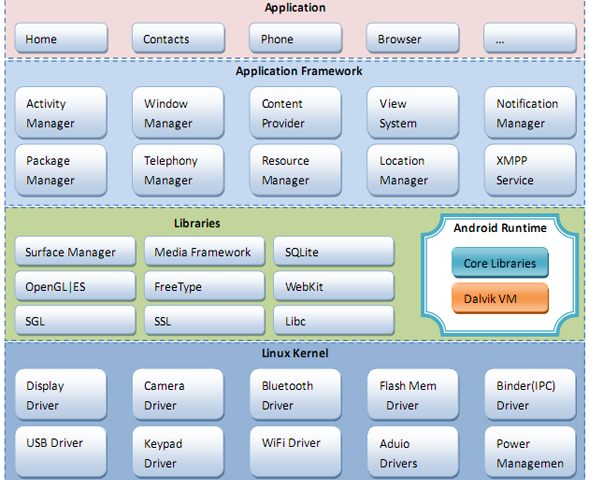 Application
Home
Contacts
Phone
Browser
...
Application Framework
Activity
Manager
Window
Manager
Content
Provider
View
System
Notification
Manager
Package
Manager
Telephony
Manager
Resource
Manager
Location
Manager
XMPP
Service
Libraries
Surface Manager
Media Framework
SQLite
OpenGL|ES
FreeType
WebKit
SGL
SSL
Libc
Android Runtime
Core Libraries
Dalvik VM
Linux Kernel
Display
Driver
Camera
Driver
Bluetooth
Driver
Flash Mem
Driver
Binder(IPC)
Driver
USB Driver
Keypad
Driver
WiFi Driver
Aduio
Drivers
Power
Managemen